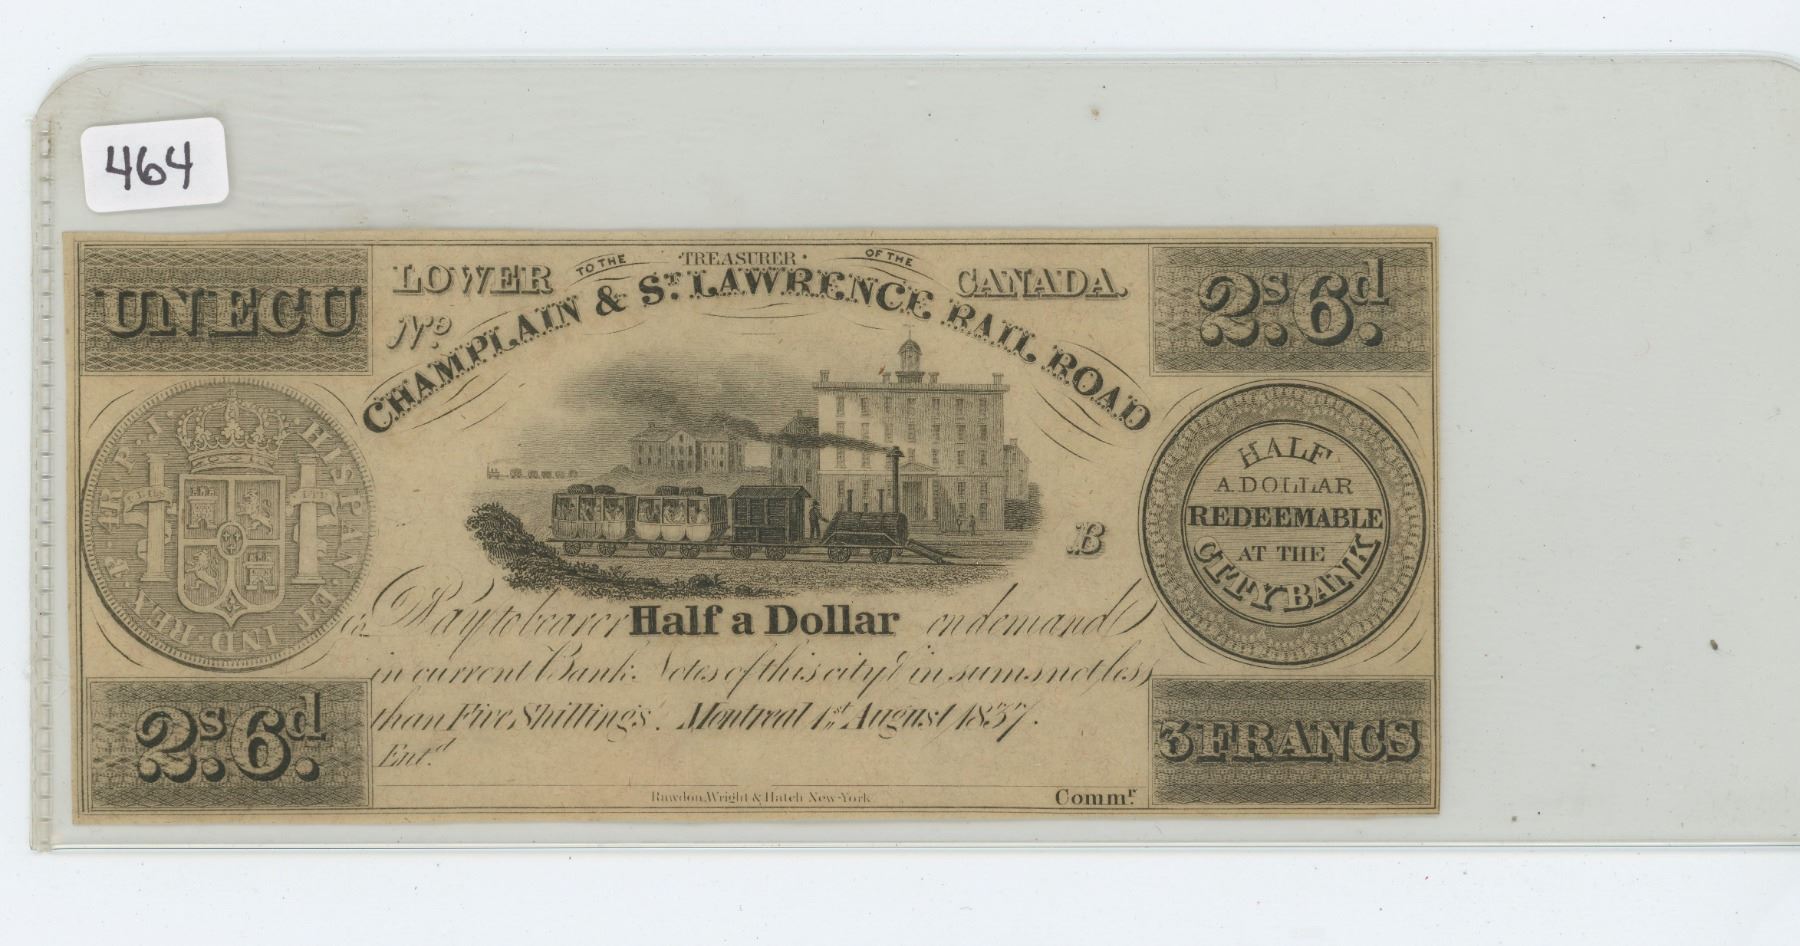 464
UN ECU
LOWER TO THE TREASURER OF THE CANADA.
2s. 6d.
No.
CHAMPLAIN & ST. LAWRENCE RAIL ROAD
P. J. HISPAN. ET IND. REX. P. 4R.
HALF
A DOLLAR
REDEEMABLE
AT THE
CITY BANK
B
Pay to bearer Half a Dollar on demand
in current Bank Notes of this city in sums not less
than Five Shillings. Montreal 1st August 1837.
2s. 6d.
3 FRANCS
Entd.
Rawdon, Wright & Hatch New-York
Commr.